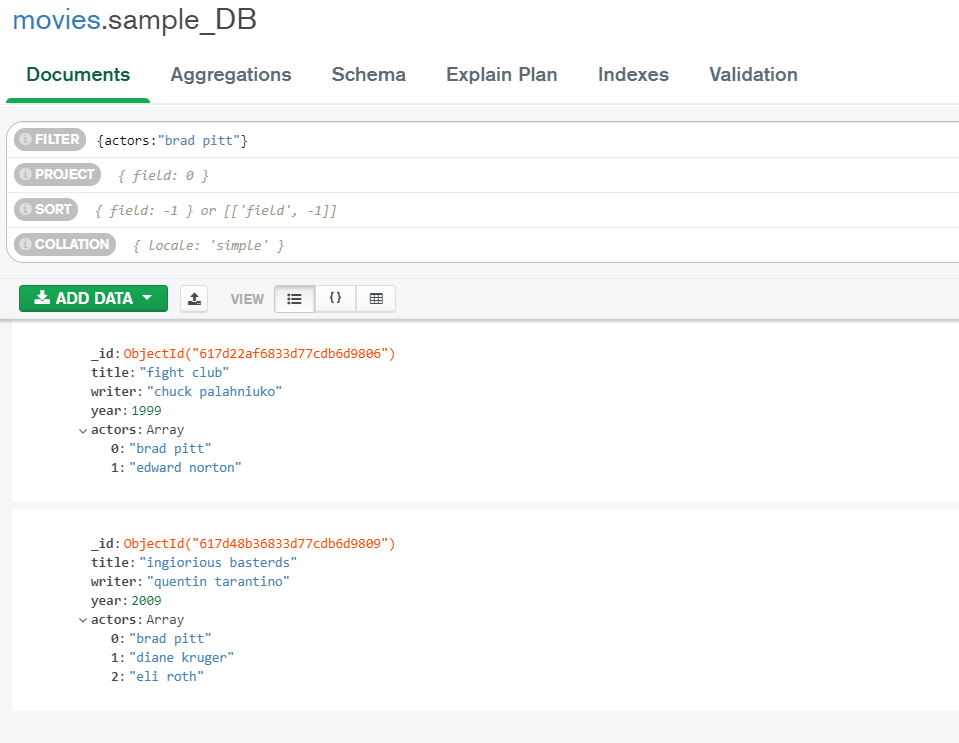 movies.sample_DB
Documents Aggregations Schema Explain Plan Indexes Validation
FILTER {actors:"brad pitt"}
PROJECT { field: 0 }
SORT { field: -1 } or [['field', -1]]
COLLATION { locale: 'simple' }
ADD DATA VIEW {}
_id: ObjectId("617d22af6833d77cdb6d9806")
title: "fight club"
writer: "chuck palahniuko"
year: 1999
actors: Array
0: "brad pitt"
1: "edward norton"
_id: ObjectId("617d48b36833d77cdb6d9809")
title: "ingiorious basterds"
writer: "quentin tarantino"
year: 2009
actors: Array
0: "brad pitt"
1: "diane kruger"
2: "eli roth"